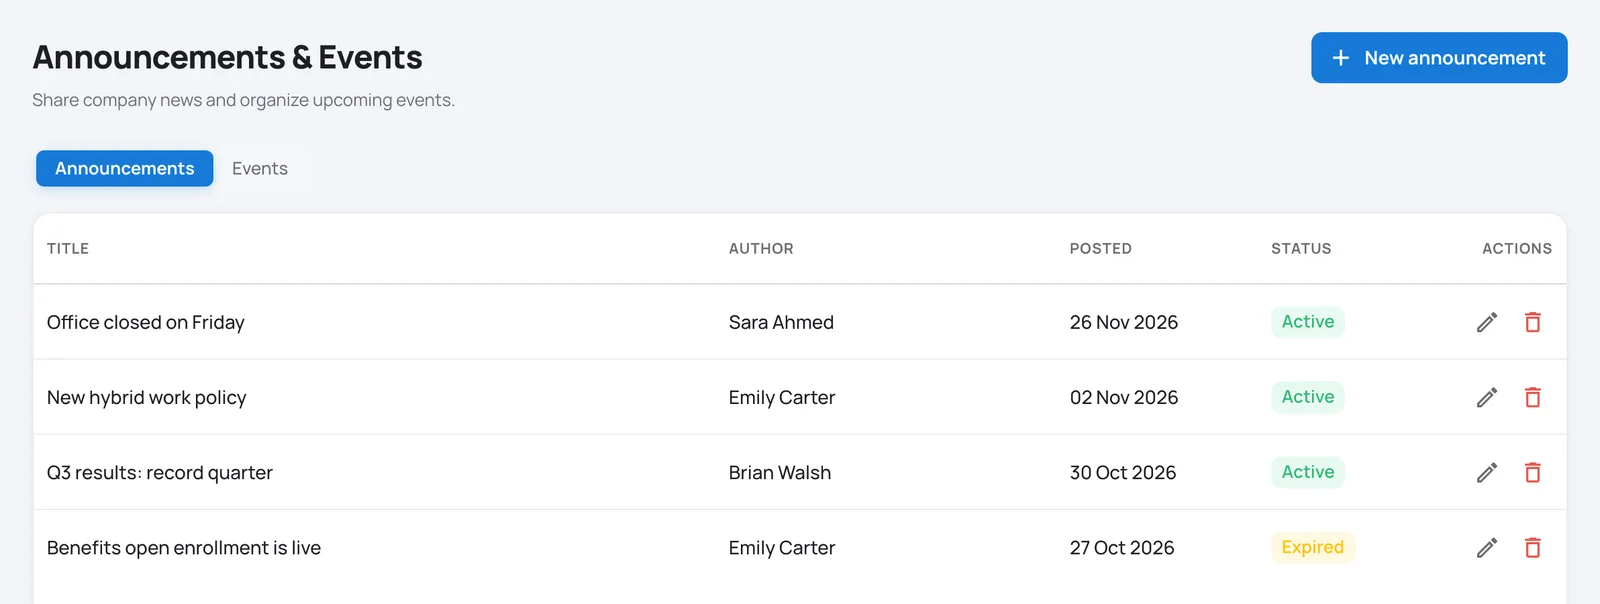 Announcements & Events
New announcement
Share company news and organize upcoming events.
Announcements Events
TITLE AUTHOR POSTED STATUS ACTIONS
Office closed on Friday Sara Ahmed 26 Nov 2026 Active
New hybrid work policy Emily Carter 02 Nov 2026 Active
Q3 results: record quarter Brian Walsh 30 Oct 2026 Active
Benefits open enrollment is live Emily Carter 27 Oct 2026 Expired